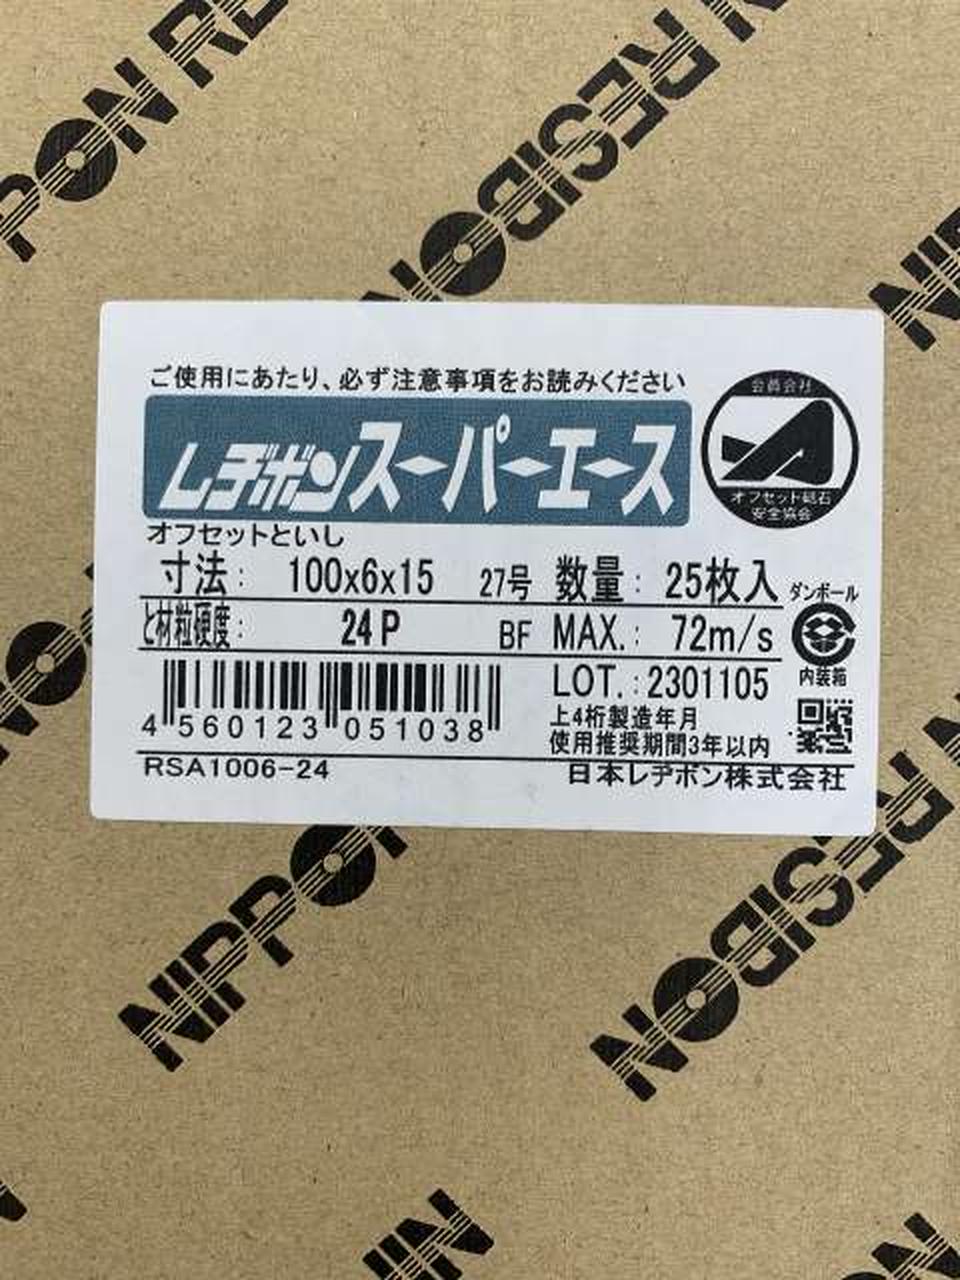 NIPPON RE
RESIBON
N
NIP
ご使用にあたり、必ず注意事項をお読みください
レヂボンスーパーエース
会員会社
オフセット砥石
安全協会
オフセットといし
寸法: 100x6x15 27号 数量: 25枚入
ダンボール
と材粒硬度: 24P BF MAX.: 72m/s
内装箱
LOT.:2301105
上4桁製造年月
使用推奨期間3年以内
4 560123 051038
RSA1006-24 日本レヂボン株式会社
NIPPON
RESIBON
NIP
N